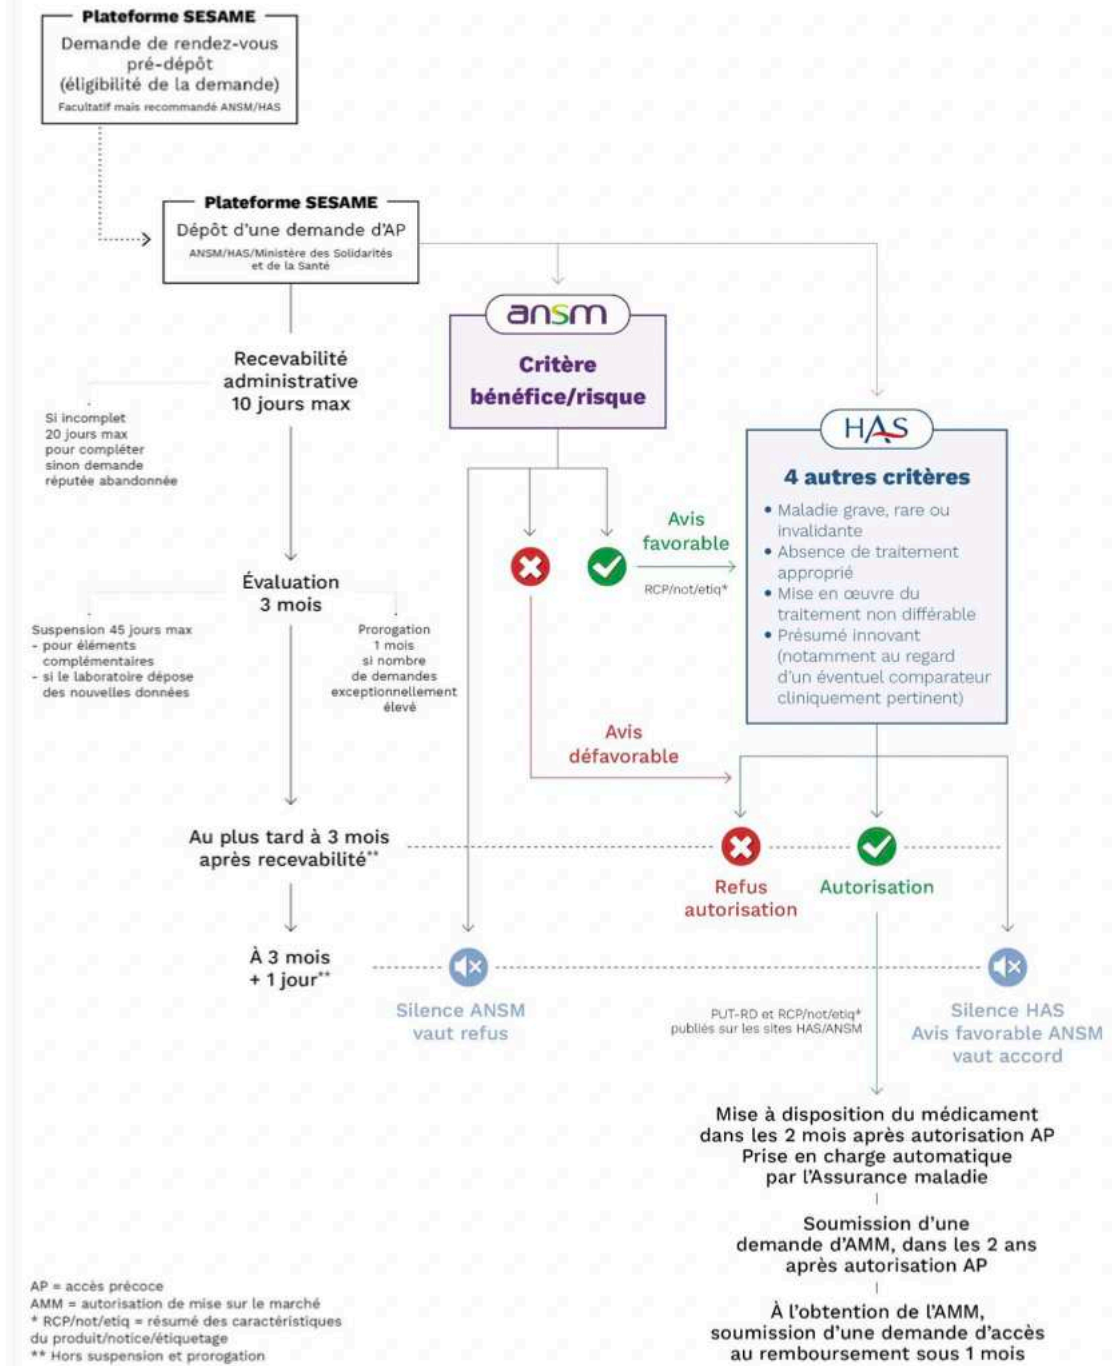 Plateforme SESAME
Demande de rendez-vous
pré-dépôt
(éligibilité de la demande)
Facultatif mais recommandé ANSM/HAS
Plateforme SESAME
Dépôt d'une demande d'AP
ANSM/HAS/Ministère des Solidarités
et de la Santé
Recevabilité
administrative
10 jours max
Si incomplet
20 jours max
pour compléter
sinon demande
réputée abandonnée
Évaluation
3 mois
Suspension 45 jours max
- pour éléments
complémentaires
- si le laboratoire dépose
des nouvelles données
Prorogation
1 mois
si nombre
de demandes
exceptionnellement
élevé
Au plus tard à 3 mois
après recevabilité**
À 3 mois
+ 1 jour**
ansm
Critère
bénéfice/risque
Avis
favorable
RCP/not/etiq*
Avis
défavorable
HAS
4 autres critères
• Maladie grave, rare ou
invalidante
• Absence de traitement
approprié
• Mise en œuvre du
traitement non différable
• Présumé innovant
(notamment au regard
d'un éventuel comparateur
cliniquement pertinent)
Refus
autorisation
Autorisation
Silence ANSM
vaut refus
PUT-RD et RCP/not/etiq*
publiés sur les sites HAS/ANSM
Silence HAS
Avis favorable ANSM
vaut accord
Mise à disposition du médicament
dans les 2 mois après autorisation AP
Prise en charge automatique
par l'Assurance maladie
Soumission d'une
demande d'AMM, dans les 2 ans
après autorisation AP
À l'obtention de l'AMM,
soumission d'une demande d'accès
au remboursement sous 1 mois
AP = accès précoce
AMM = autorisation de mise sur le marché
* RCP/not/etiq = résumé des caractéristiques
du produit/notice/étiquetage
** Hors suspension et prorogation